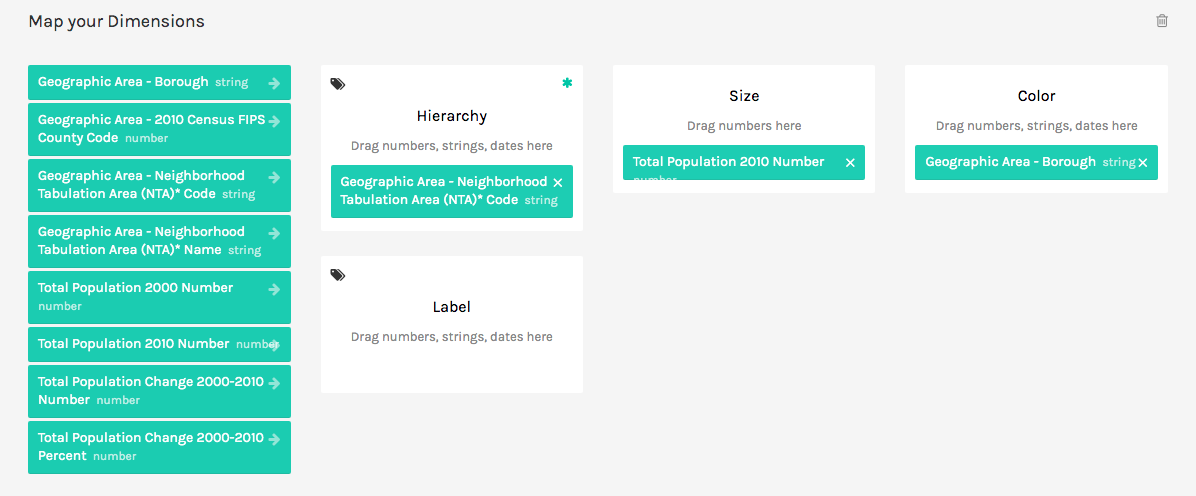 Map your Dimensions
Geographic Area - Borough string
Geographic Area - 2010 Census FIPS
County Code number
Geographic Area - Neighborhood
Tabulation Area (NTA)* Code string
Geographic Area - Neighborhood
Tabulation Area (NTA)* Name string
Total Population 2000 Number
number
Total Population 2010 Number number
Total Population Change 2000-2010
Number number
Total Population Change 2000-2010
Percent number
Hierarchy
Drag numbers, strings, dates here
Geographic Area - Neighborhood
Tabulation Area (NTA)* Code string
Label
Drag numbers, strings, dates here
Size
Drag numbers here
Total Population 2010 Number
number
Color
Drag numbers, strings, dates here
Geographic Area - Borough string